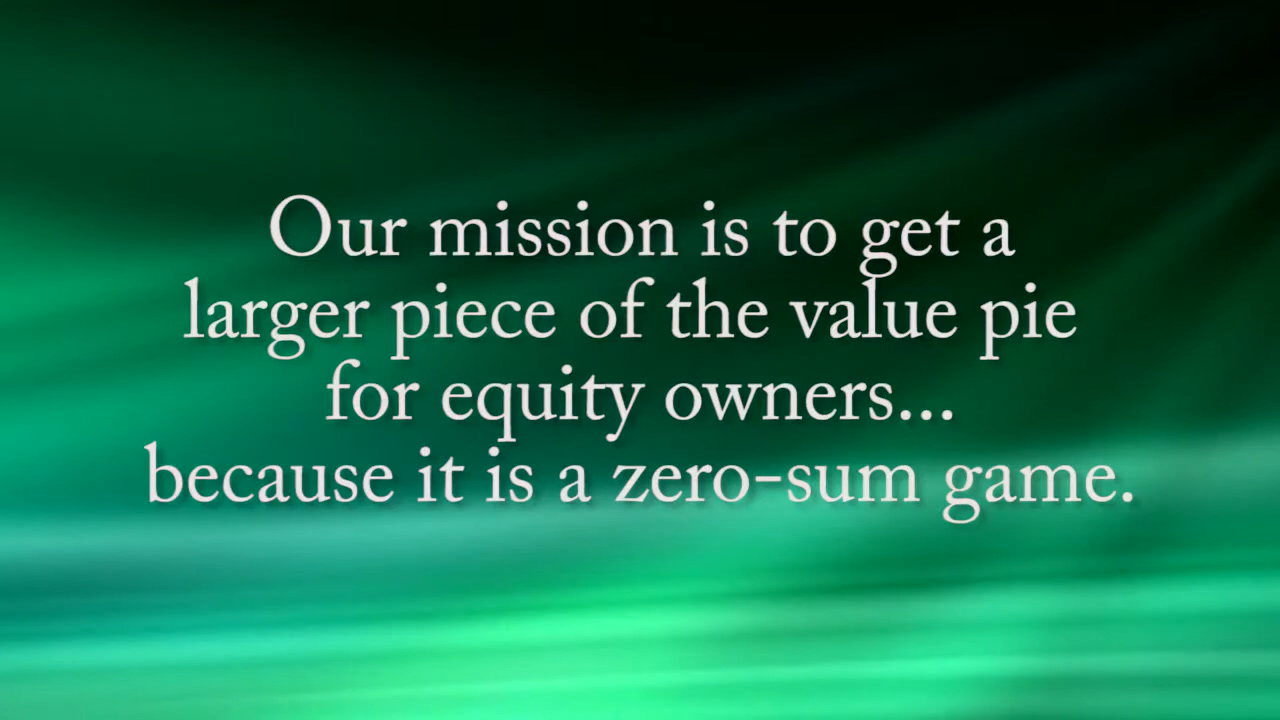 Our mission is to get a
larger piece of the value pie
for equity owners...
because it is a zero-sum game.